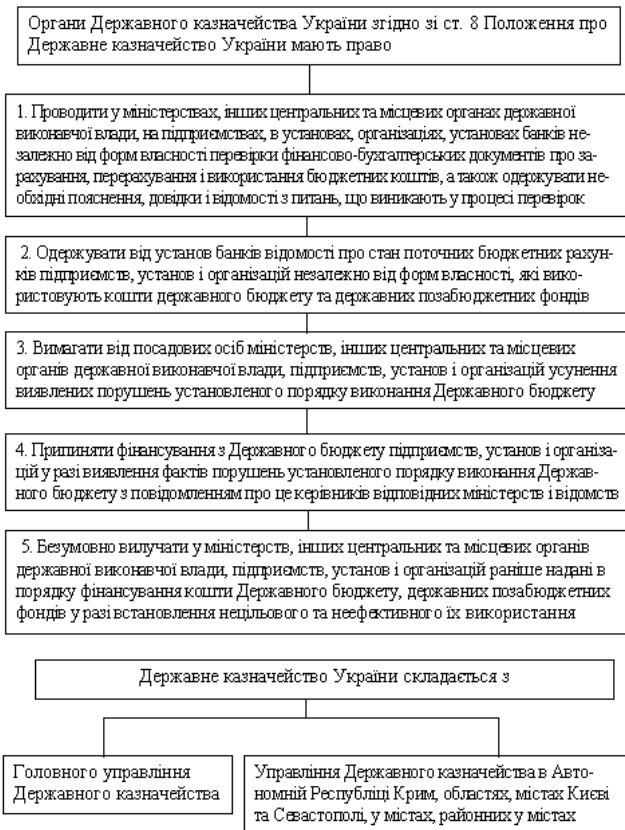 Органи Державного казначейства України згідно зі ст. 8 Положення про
Державне казначейство України мають право
1. Проводити у міністерствах, інших центральних та місцевих органах державної
виконавчої влади, на підприємствах, в установах, організаціях, установах банків не-
залежно від форм власності перевірки фінансово-бухгалтерських документів про за-
рахування, перерахування і використання бюджетних коштів, а також одержувати не-
обхідні пояснення, довідки і відомості з питань, що виникають у процесі перевірок
2. Одержувати від установ банків відомості про стан поточних бюджетних рахун-
ків підприємств, установ і організацій незалежно від форм власності, які вико-
ристовують кошти державного бюджету та державних позабюджетних фондів
3. Вимагати від посадових осіб міністерств, інших центральних та місцевих
органів державної виконавчої влади, підприємств, установ і організацій усунення
виявлених порушень установленого порядку виконання Державного бюджету
4. Припиняти фінансування з Державного бюджету підприємств, установ і організа-
цій у разі виявлення фактів порушень установленого порядку виконання Держав-
ного бюджету з повідомленням про це керівників відповідних міністерств і відомств
5. Безумовно вилучати у міністерств, інших центральних та місцевих органів
державної виконавчої влади, підприємств, установ і організацій раніше надані в
порядку фінансування кошти Державного бюджету, державних позабюджетних
фондів у разі встановлення нецільового та неефективного їх використання
Державне казначейство України складається з
Головного управління
Державного казначейства
Управління Державного казначейства в Авто-
номній Республіці Крим, областях, містах Києві
та Севастополі, у містах, районних у містах